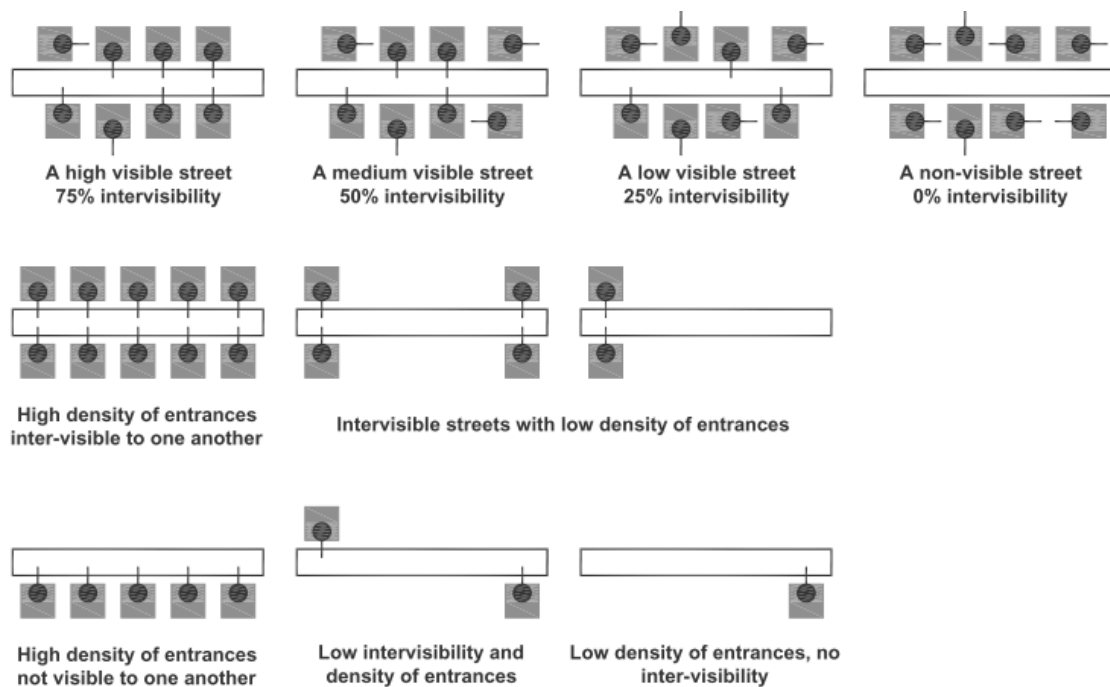 A high visible street
75% intervisibility
A medium visible street
50% intervisibility
A low visible street
25% intervisibility
A non-visible street
0% intervisibility
High density of entrances
inter-visible to one another
Intervisible streets with low density of entrances
High density of entrances
not visible to one another
Low intervisibility and
density of entrances
Low density of entrances, no
inter-visibility